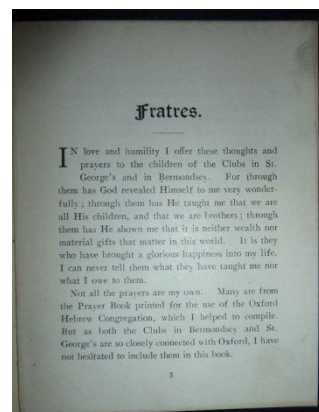 Fratres.
IN love and humility I offer these thoughts and
prayers to the children of the Clubs in St.
George's and in Bermondsey. For through
them has God revealed Himself to me very wonder-
fully; through them has He taught me that we are
all His children, and that we are brothers; through
them has He shown me that it is neither wealth nor
material gifts that matter in this world. It is they
who have brought a glorious happiness into my life.
I can never tell them what they have taught me nor
what I owe to them.
Not all the prayers are my own. Many are from
the Prayer Book printed for the use of the Oxford
Hebrew Congregation, which I helped to compile.
But as both the Clubs in Bermondsey and St.
George's are so closely connected with Oxford, I have
not hesitated to include them in this book.
3